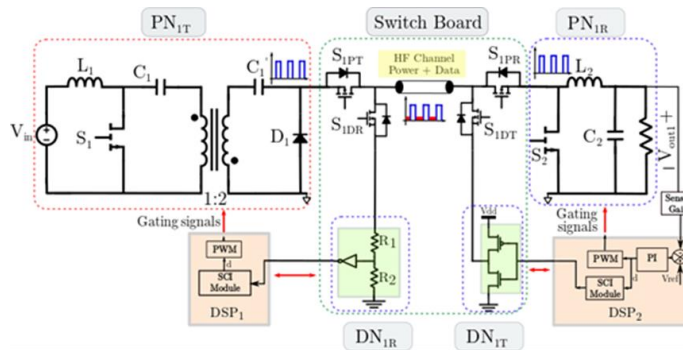 PN1T
Switch Board
PN1R
L1
C1
C1
S1PT
HF Channel
Power + Data
S1PR
L2
Vin
S1
D1
S1DR
S1DT
S2
C2
+
Vout1
−
1:2
Gating signals
PWM
d
SCI
Module
DSP1
R1
R2
DN1R
Vdd
DN1T
Gating
signals
PWM
d
PI
SCI
Module
Vref
DSP2